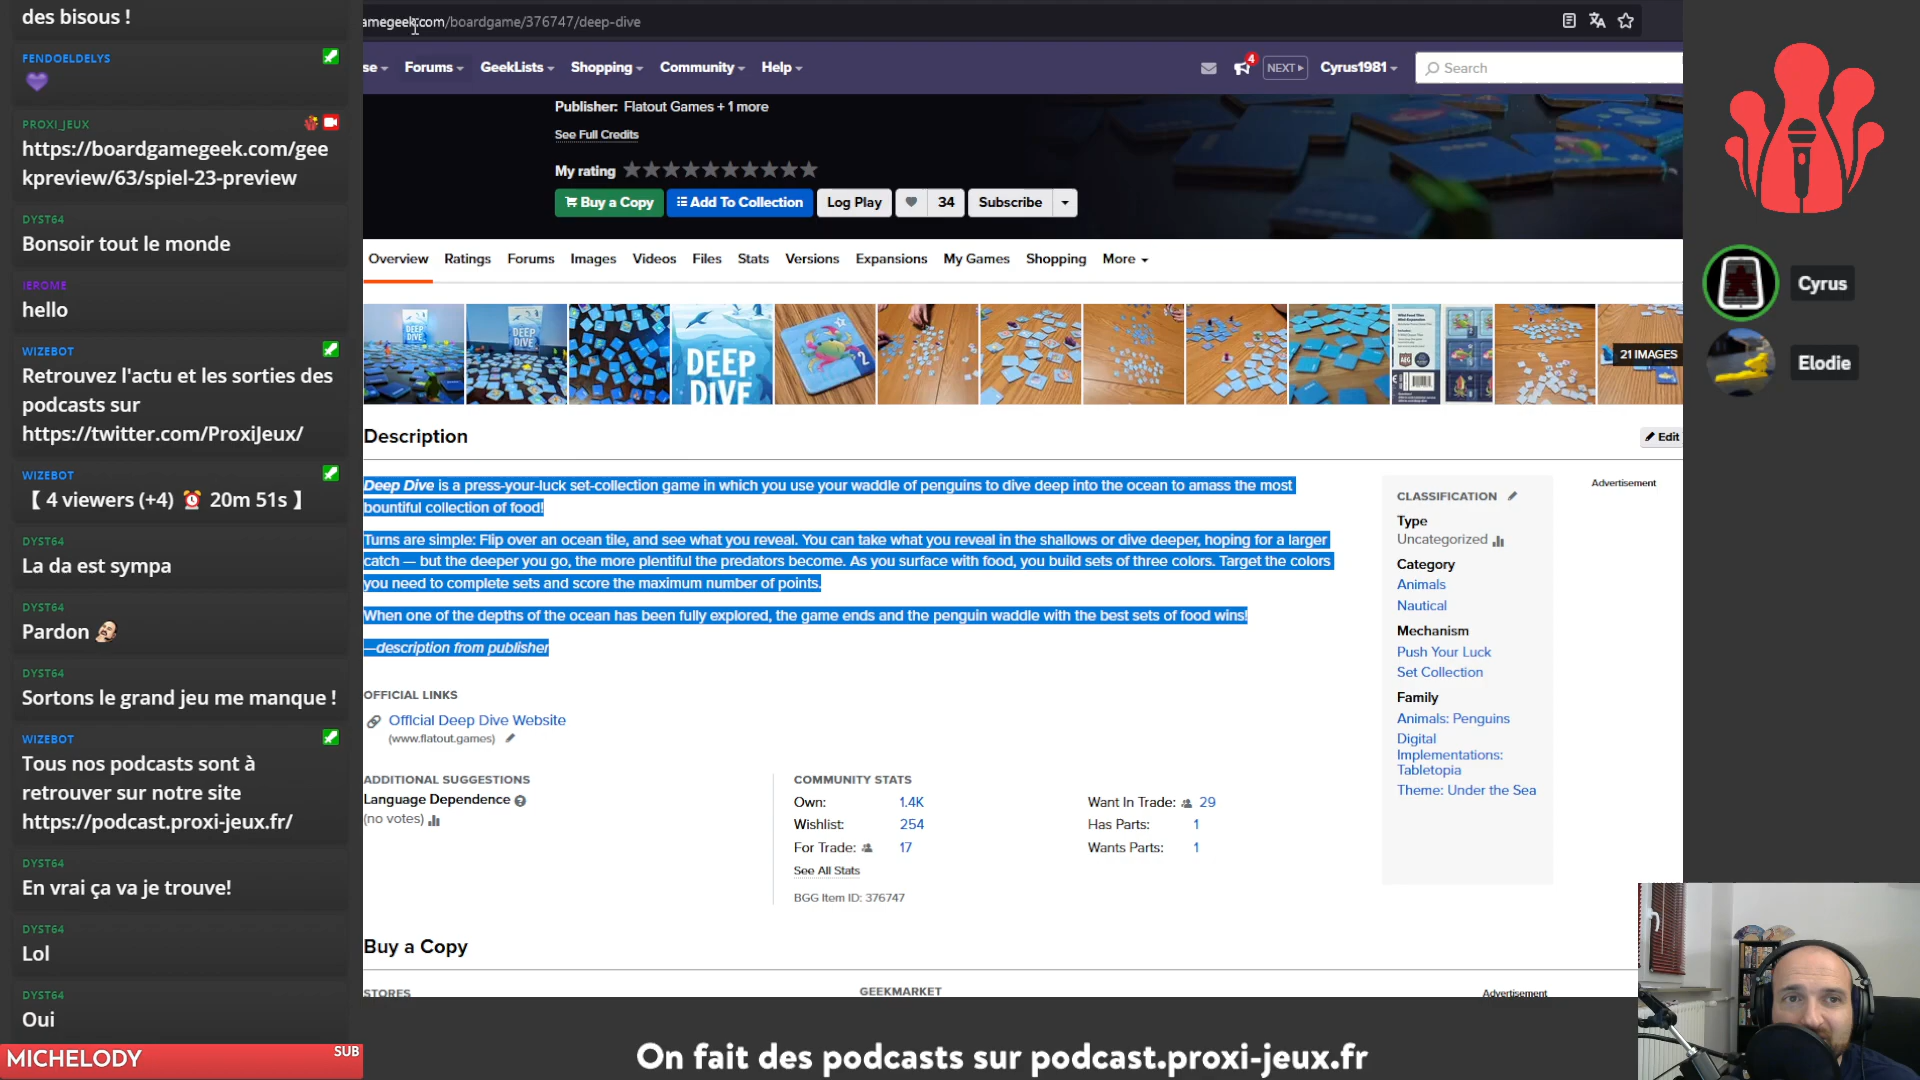 des bisous !
FENDOELDELYS
PROXI_JEUX
https://boardgamegeek.com/gee
kpreview/63/spiel-23-preview
DYST64
Bonsoir tout le monde
JEROME
hello
WIZEBOT
Retrouvez l'actu et les sorties des
podcasts sur
https://twitter.com/ProxiJeux/
WIZEBOT
【 4 viewers (+4) ⏰ 20m 51s 】
DYST64
La da est sympa
DYST64
Pardon
DYST64
Sortons le grand jeu me manque !
WIZEBOT
Tous nos podcasts sont à
retrouver sur notre site
https://podcast.proxi-jeux.fr/
DYST64
En vrai ça va je trouve!
DYST64
Lol
DYST64
Oui
MICHELODY SUB
amegeek.com/boardgame/376747/deep-dive
se Forums GeekLists Shopping Community Help 4 NEXT Cyrus1981 Search
Publisher: Flatout Games + 1 more
See Full Credits
My rating
Buy a Copy Add To Collection Log Play 34 Subscribe
Overview Ratings Forums Images Videos Files Stats Versions Expansions My Games Shopping More
DEEP DIVE
21 IMAGES
Description
Edit
Deep Dive is a press-your-luck set-collection game in which you use your waddle of penguins to dive deep into the ocean to amass the most
bountiful collection of food!
Turns are simple: Flip over an ocean tile, and see what you reveal. You can take what you reveal in the shallows or dive deeper, hoping for a larger
catch — but the deeper you go, the more plentiful the predators become. As you surface with food, you build sets of three colors. Target the colors
you need to complete sets and score the maximum number of points.
When one of the depths of the ocean has been fully explored, the game ends and the penguin waddle with the best sets of food wins!
—description from publisher
OFFICIAL LINKS
Official Deep Dive Website
(www.flatout.games)
ADDITIONAL SUGGESTIONS
Language Dependence
(no votes)
COMMUNITY STATS
Own: 1.4K
Wishlist: 254
For Trade: 17
See All Stats
BGG Item ID: 376747
Want In Trade: 29
Has Parts: 1
Wants Parts: 1
CLASSIFICATION
Type
Uncategorized
Category
Animals
Nautical
Mechanism
Push Your Luck
Set Collection
Family
Animals: Penguins
Digital
Implementations:
Tabletopia
Theme: Under the Sea
Advertisement
Buy a Copy
STORES
GEEKMARKET
Advertisement
Cyrus
Elodie
On fait des podcasts sur podcast.proxi-jeux.fr